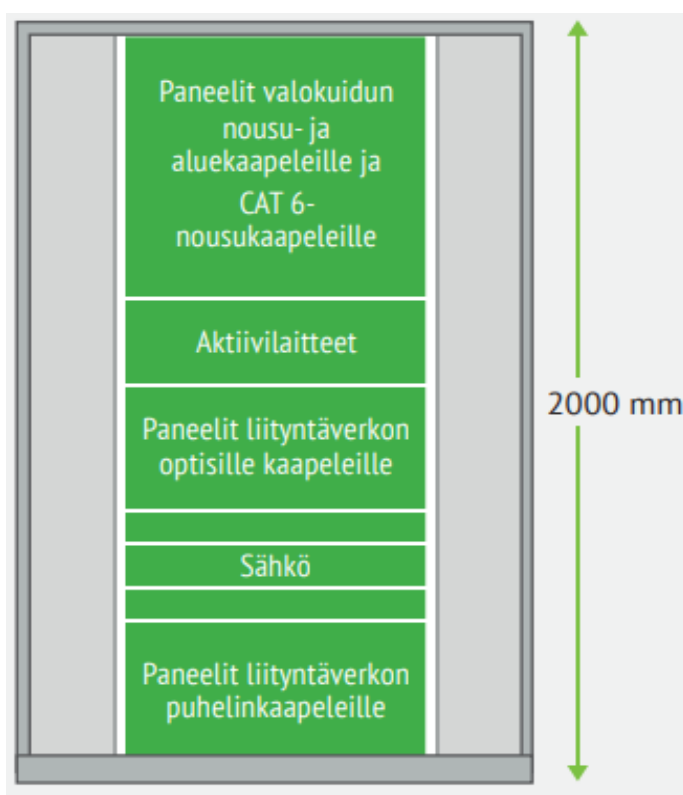 Paneelit valokuidun
nousu- ja
aluekaapeleille ja
CAT 6-
nousukaapeleille
Aktiivilaitteet
2000 mm
Paneelit liityntäverkon
optisille kaapeleille
Sähkö
Paneelit liityntäverkon
puhelinkaapeleille